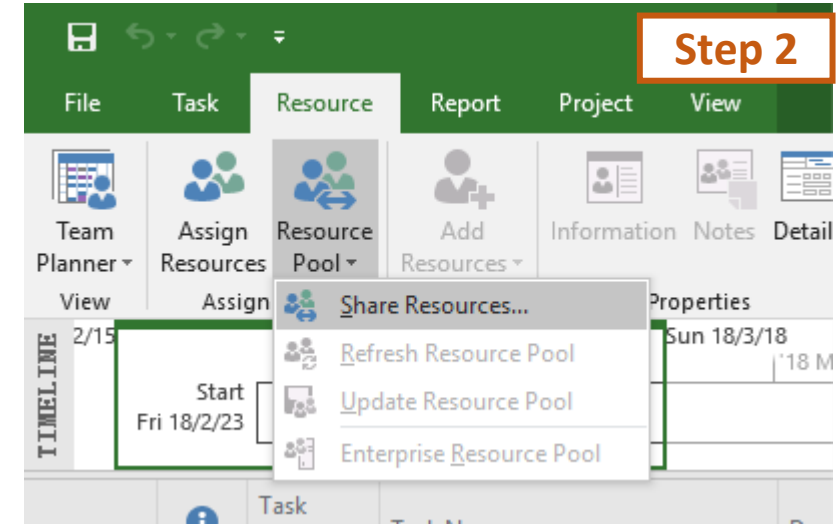 Step 2
File Task Resource Report Project View
Team Planner
Assign Resources
Resource Pool
Add Resources
Information Notes Detail
View Assign Properties
Share Resources...
Refresh Resource Pool
Update Resource Pool
Enterprise Resource Pool
TIMELINE
2/15
Sun 18/3/18
'18 M
Start
Fri 18/2/23
Task